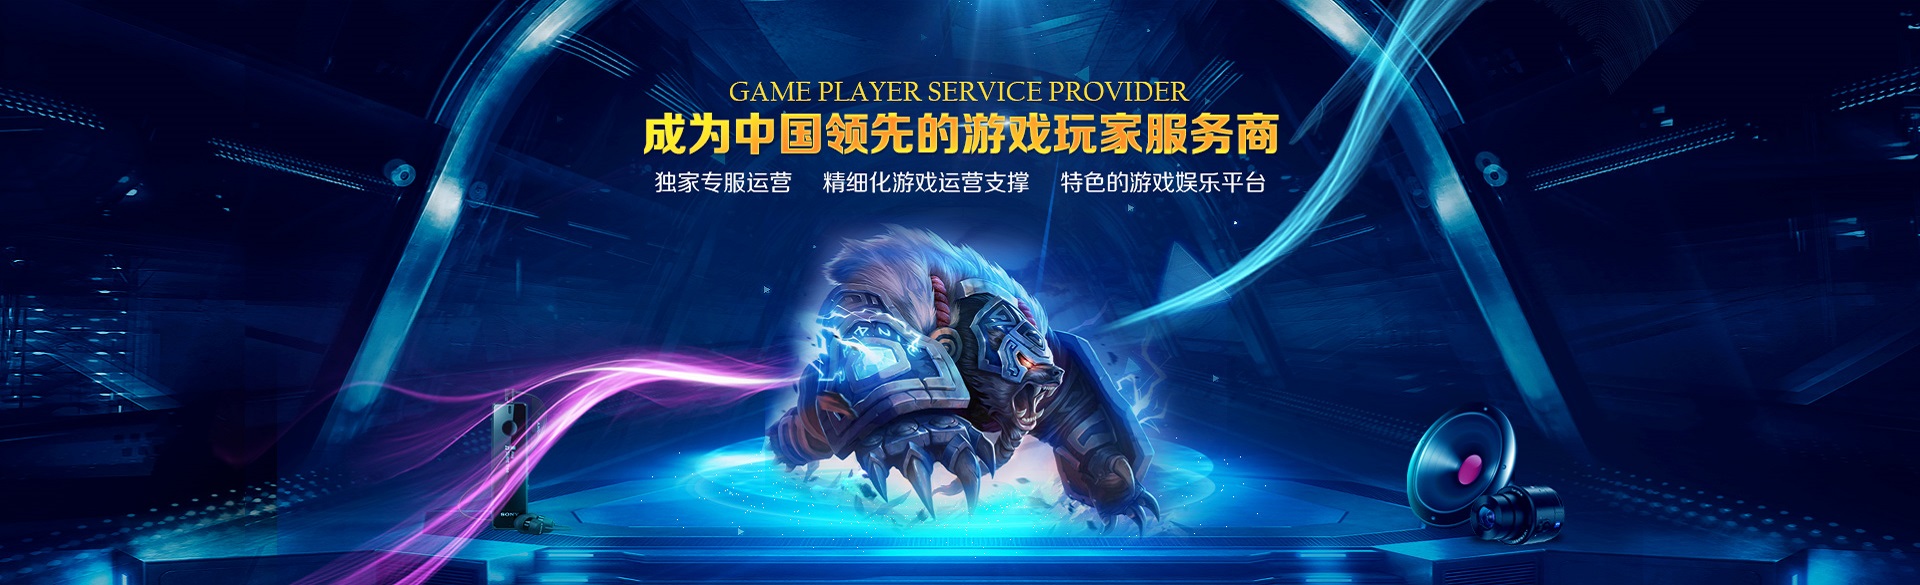 GAME PLAYER SERVICE PROVIDER
成为中国领先的游戏玩家服务商
独家专服运营 精细化游戏运营支撑 特色的游戏娱乐平台
SONY